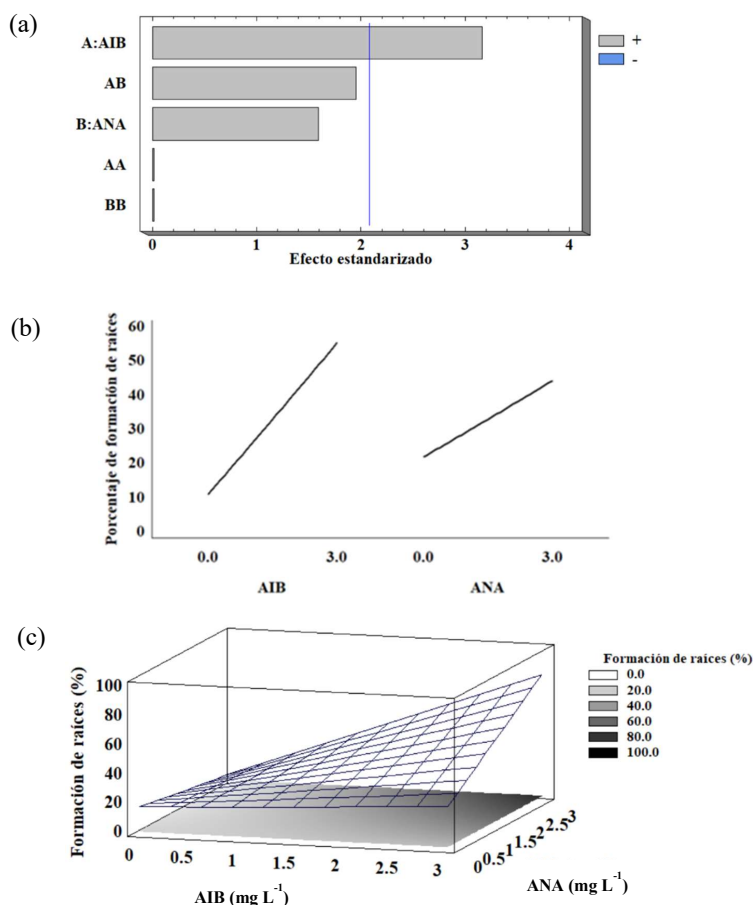 (a)
A:AIB
AB
B:ANA
AA
BB
+
-
0 1 2 3 4
Efecto estandarizado
(b)
Porcentaje de formación de raíces
60
50
40
30
20
10
0
0.0 3.0 0.0 3.0
AIB ANA
(c)
Formación de raíces (%)
100
80
60
40
20
0
0 0.5 1 1.5 2 2.5 3
AIB (mg L⁻¹)
0 0.5 1 1.5 2 2.5 3
ANA (mg L⁻¹)
Formación de raíces (%)
0.0
20.0
40.0
60.0
80.0
100.0